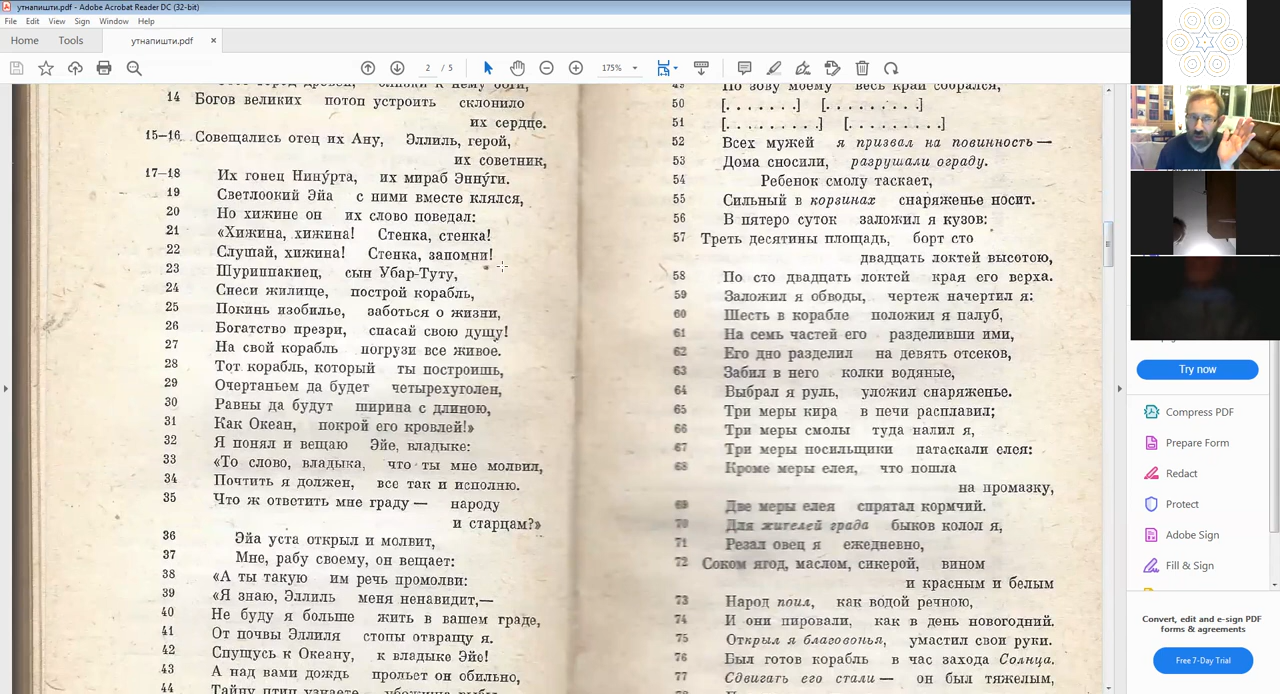 утнапишти.pdf - Adobe Acrobat Reader DC (32-bit)
File Edit View Sign Window Help
Home Tools утнапишти.pdf ×
2 / 5 175%
14 Богов великих потоп устроить склонило
их сердце.
15–16 Совещались отец их Ану, Эллиль, герой,
их советник,
17–18 Их гонец Нину́рта, их мираб Энну́ги.
19 Светлоокий Эйа с ними вместе клялся,
20 Но хижине он их слово поведал:
21 «Хижина, хижина! Стенка, стенка!
22 Слушай, хижина! Стенка, запомни!
23 Шуриппакиец, сын Убар-Туту,
24 Снеси жилище, построй корабль,
25 Покинь изобилье, заботься о жизни,
26 Богатство презри, спасай свою душу!
27 На свой корабль погрузи все живое.
28 Тот корабль, который ты построишь,
29 Очертаньем да будет четырехуголен,
30 Равны да будут ширина с длиною,
31 Как Океан, покрой его кровлей!»
32 Я понял и вещаю Эйе, владыке:
33 «То слово, владыка, что ты мне молвил,
34 Почтить я должен, все так и исполню.
35 Что ж ответить мне граду — народу
и старцам?»
36 Эйа уста открыл и молвит,
37 Мне, рабу своему, он вещает:
38 «А ты такую им речь промолви:
39 «Я знаю, Эллиль меня ненавидит,—
40 Не буду я больше жить в вашем граде,
41 От почвы Эллиля стопы отвращу я.
42 Спущусь к Океану, к владыке Эйе!
43 А над вами дождь прольет он обильно,
44 Тайну птиц узнаете, убежища рыбы
49 По зову моему весь край собрался,
50 [. . . . . . .] [. . . . . . . . .]
51 [. . . . . . . . .] [. . . . . . . . .]
52 Всех мужей я призвал на повинность —
53 Дома сносили, разрушали ограду.
54 Ребенок смолу таскает,
55 Сильный в корзинах снаряженье носит.
56 В пятеро суток заложил я кузов:
57 Треть десятины площадь, борт сто
двадцать локтей высотою,
58 По сто двадцать локтей края его верха.
59 Заложил я обводы, чертеж начертил я:
60 Шесть в корабле положил я палуб,
61 На семь частей его разделивши ими,
62 Его дно разделил на девять отсеков,
63 Забил в него колки водяные,
64 Выбрал я руль, уложил снаряженье.
65 Три меры кира в печи расплавил;
66 Три меры смолы туда налил я,
67 Три меры носильщики натаскали елея:
68 Кроме меры елея, что пошла
на промазку,
69 Две меры елея спрятал кормчий.
70 Для жителей града быков колол я,
71 Резал овец я ежедневно,
72 Соком ягод, маслом, сикерой, вином
и красным и белым
73 Народ поил, как водой речною,
74 И они пировали, как в день новогодний.
75 Открыл я благовонья, умастил свои руки.
76 Был готов корабль в час захода Солнца.
77 Сдвигать его стали — он был тяжелым,
Try now
Compress PDF
Prepare Form
Redact
Protect
Adobe Sign
Fill & Sign
Convert, edit and e-sign PDF
forms & agreements
Free 7-Day Trial